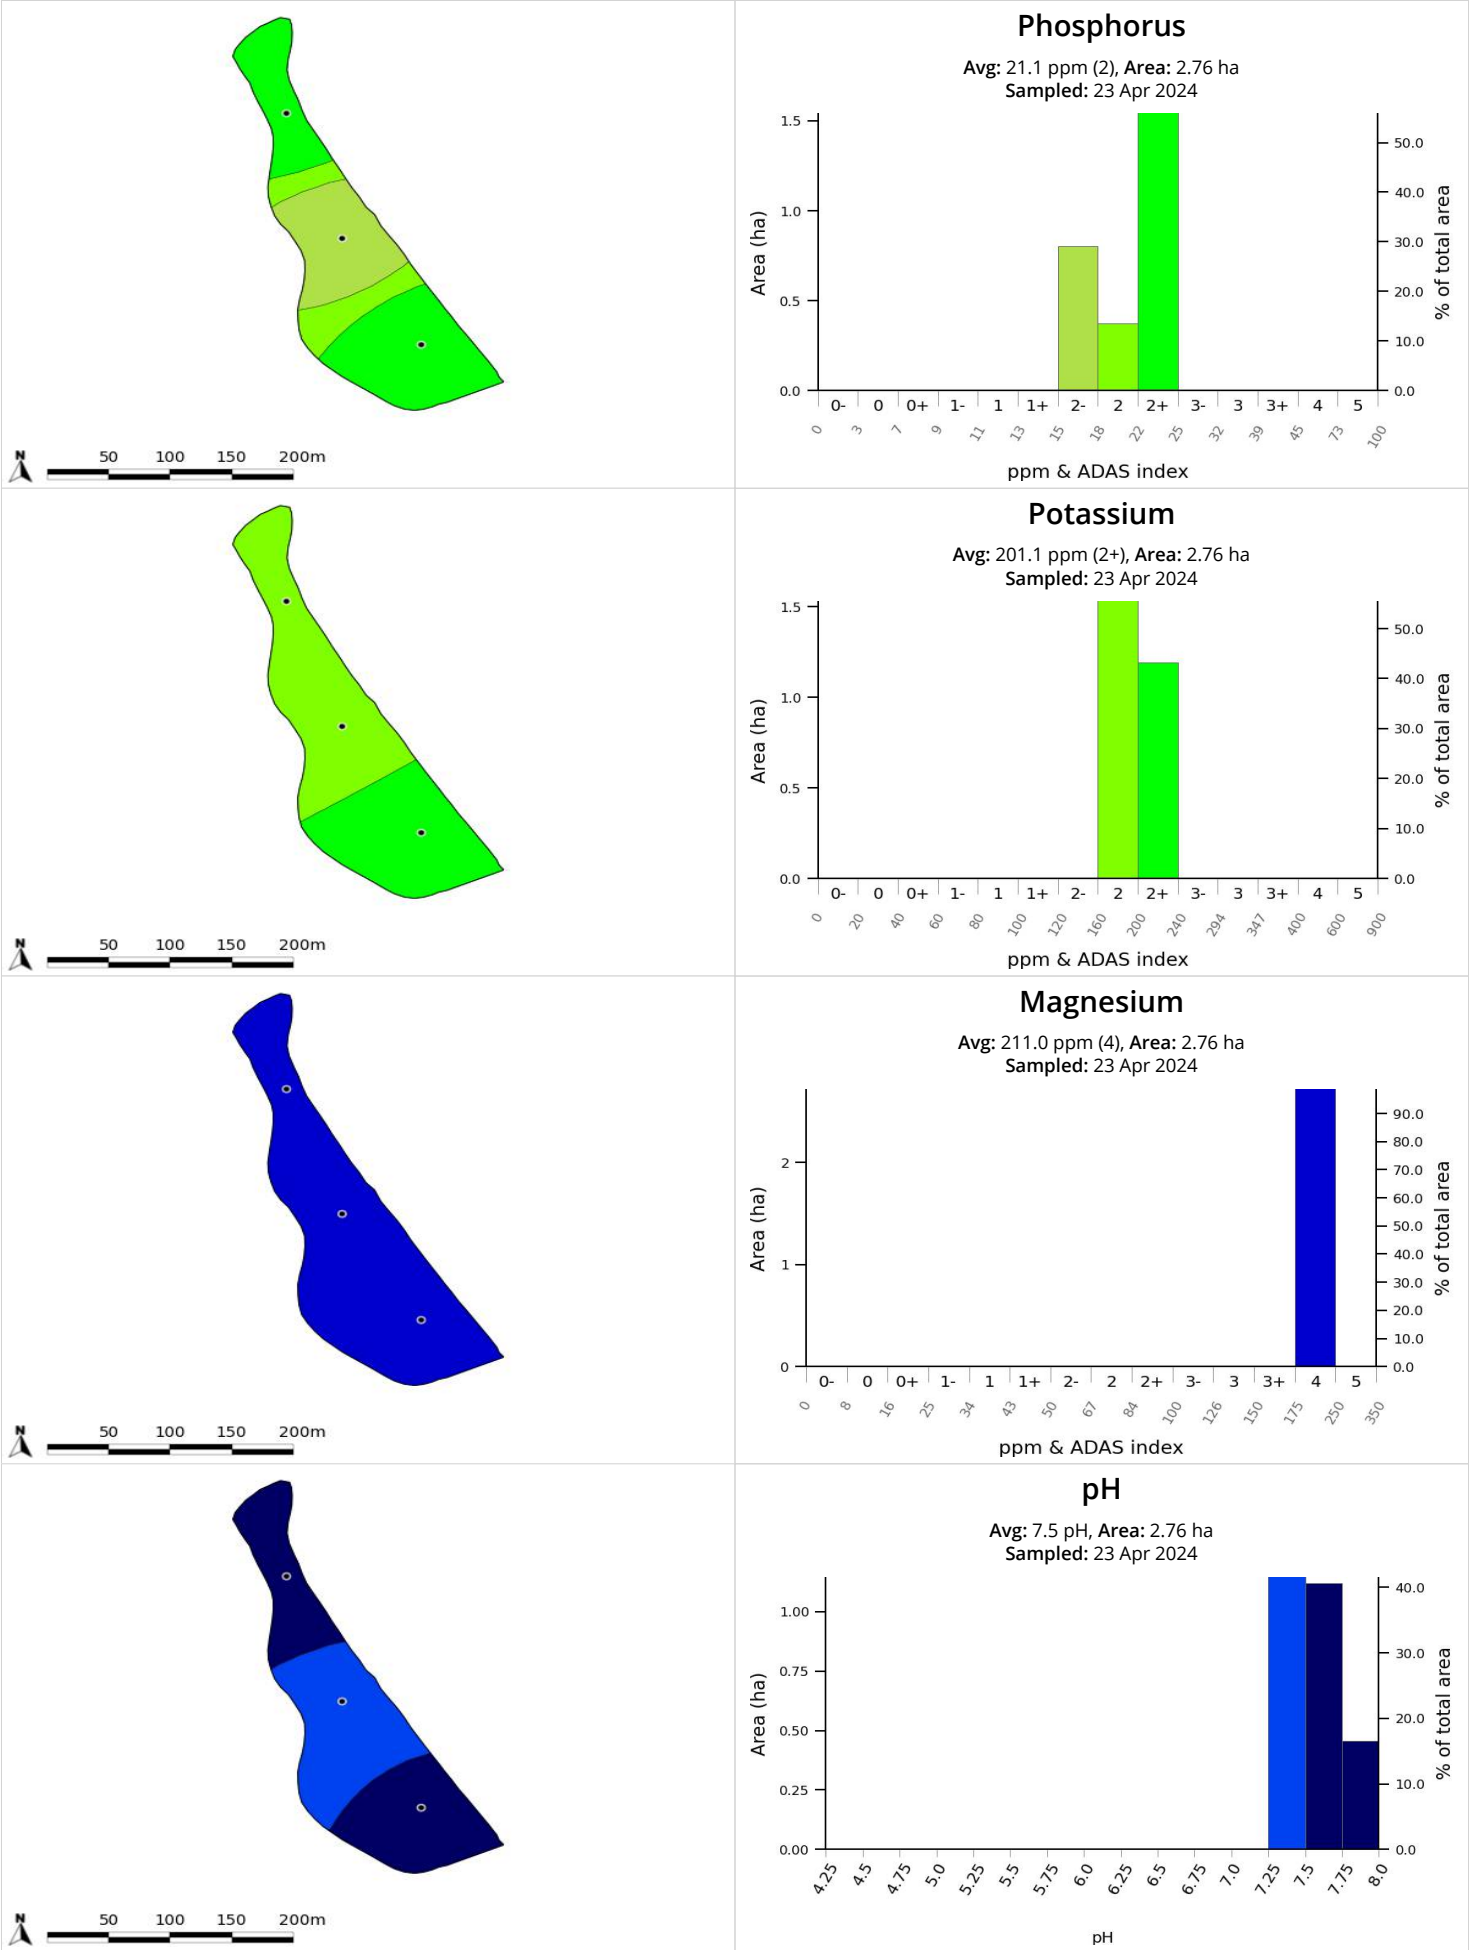 Phosphorus
Avg: 21.1 ppm (2), Area: 2.76 ha
Sampled: 23 Apr 2024
Area (ha)
1.5
1.0
0.5
0.0
% of total area
50.0
40.0
30.0
20.0
10.0
0.0
0- 0 0+ 1- 1 1+ 2- 2 2+ 3- 3 3+ 4 5
0 3 7 9 11 13 15 18 22 25 32 39 45 73 100
ppm & ADAS index
N 50 100 150 200m
Potassium
Avg: 201.1 ppm (2+), Area: 2.76 ha
Sampled: 23 Apr 2024
Area (ha)
1.5
1.0
0.5
0.0
% of total area
50.0
40.0
30.0
20.0
10.0
0.0
0- 0 0+ 1- 1 1+ 2- 2 2+ 3- 3 3+ 4 5
0 20 40 60 80 100 120 160 200 240 294 347 400 600 900
ppm & ADAS index
N 50 100 150 200m
Magnesium
Avg: 211.0 ppm (4), Area: 2.76 ha
Sampled: 23 Apr 2024
Area (ha)
2
1
0
% of total area
90.0
80.0
70.0
60.0
50.0
40.0
30.0
20.0
10.0
0.0
0- 0 0+ 1- 1 1+ 2- 2 2+ 3- 3 3+ 4 5
0 8 16 25 34 43 50 67 84 100 126 150 175 250 350
ppm & ADAS index
N 50 100 150 200m
pH
Avg: 7.5 pH, Area: 2.76 ha
Sampled: 23 Apr 2024
Area (ha)
1.00
0.75
0.50
0.25
0.00
% of total area
40.0
30.0
20.0
10.0
0.0
4.25 4.5 4.75 5.0 5.25 5.5 5.75 6.0 6.25 6.5 6.75 7.0 7.25 7.5 7.75 8.0
pH
N 50 100 150 200m